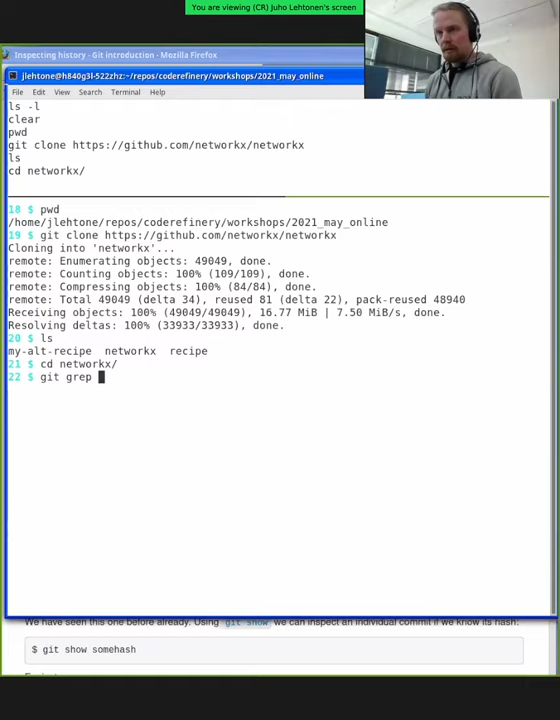 You are viewing (CR) Juho Lehtonen's screen
Inspecting history - Git introduction - Mozilla Firefox
jlehtone@h840g3l-522zhz:~/repos/coderefinery/workshops/2021_may_online
File Edit View Search Terminal Help
ls -l
clear
pwd
git clone https://github.com/networkx/networkx
ls
cd networkx/
18 $ pwd
/home/jlehtone/repos/coderefinery/workshops/2021_may_online
19 $ git clone https://github.com/networkx/networkx
Cloning into 'networkx'...
remote: Enumerating objects: 49049, done.
remote: Counting objects: 100% (109/109), done.
remote: Compressing objects: 100% (84/84), done.
remote: Total 49049 (delta 34), reused 81 (delta 22), pack-reused 48940
Receiving objects: 100% (49049/49049), 16.77 MiB | 7.50 MiB/s, done.
Resolving deltas: 100% (33933/33933), done.
20 $ ls
my-alt-recipe networkx recipe
21 $ cd networkx/
22 $ git grep
We have seen this one before already. Using git show we can inspect an individual commit if we know its hash:
$ git show somehash